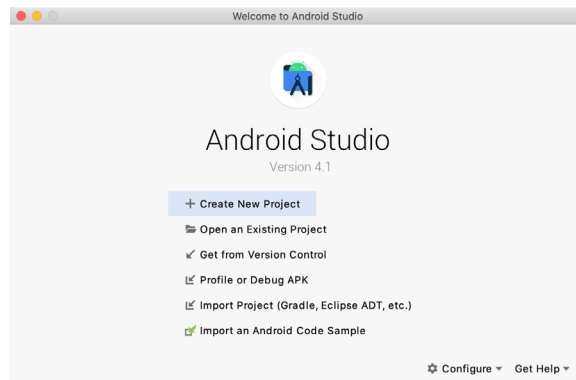 Welcome to Android Studio
Android Studio
Version 4.1
Create New Project
Open an Existing Project
Get from Version Control
Profile or Debug APK
Import Project (Gradle, Eclipse ADT, etc.)
Import an Android Code Sample
Configure Get Help